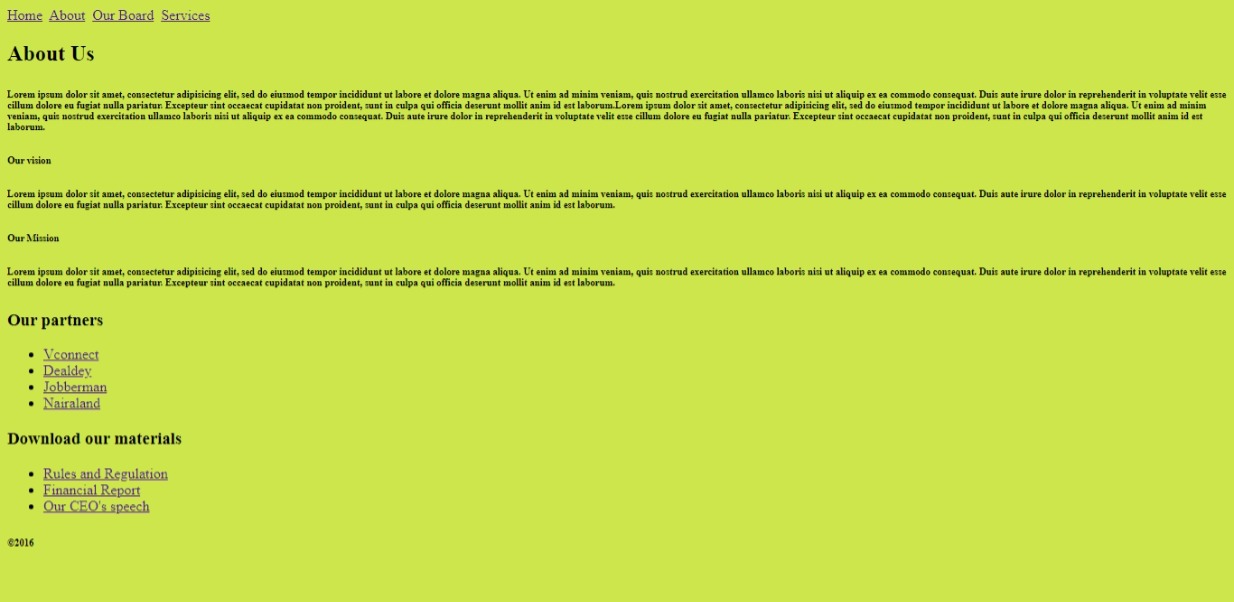 Home About Our Board Services
About Us
Lorem ipsum dolor sit amet, consectetur adipisicing elit, sed do eiusmod tempor incididunt ut labore et dolore magna aliqua. Ut enim ad minim veniam, quis nostrud exercitation ullamco laboris nisi ut aliquip ex ea commodo consequat. Duis aute irure dolor in reprehenderit in voluptate velit esse
cillum dolore eu fugiat nulla pariatur. Excepteur sint occaecat cupidatat non proident, sunt in culpa qui officia deserunt mollit anim id est laborum.Lorem ipsum dolor sit amet, consectetur adipisicing elit, sed do eiusmod tempor incididunt ut labore et dolore magna aliqua. Ut enim ad minim
veniam, quis nostrud exercitation ullamco laboris nisi ut aliquip ex ea commodo consequat. Duis aute irure dolor in reprehenderit in voluptate velit esse cillum dolore eu fugiat nulla pariatur. Excepteur sint occaecat cupidatat non proident, sunt in culpa qui officia deserunt mollit anim id est
laborum.
Our vision
Lorem ipsum dolor sit amet, consectetur adipisicing elit, sed do eiusmod tempor incididunt ut labore et dolore magna aliqua. Ut enim ad minim veniam, quis nostrud exercitation ullamco laboris nisi ut aliquip ex ea commodo consequat. Duis aute irure dolor in reprehenderit in voluptate velit esse
cillum dolore eu fugiat nulla pariatur. Excepteur sint occaecat cupidatat non proident, sunt in culpa qui officia deserunt mollit anim id est laborum.
Our Mission
Lorem ipsum dolor sit amet, consectetur adipisicing elit, sed do eiusmod tempor incididunt ut labore et dolore magna aliqua. Ut enim ad minim veniam, quis nostrud exercitation ullamco laboris nisi ut aliquip ex ea commodo consequat. Duis aute irure dolor in reprehenderit in voluptate velit esse
cillum dolore eu fugiat nulla pariatur. Excepteur sint occaecat cupidatat non proident, sunt in culpa qui officia deserunt mollit anim id est laborum.
Our partners
• Vconnect
• Dealdey
• Jobberman
• Nairaland
Download our materials
• Rules and Regulation
• Financial Report
• Our CEO's speech
©2016